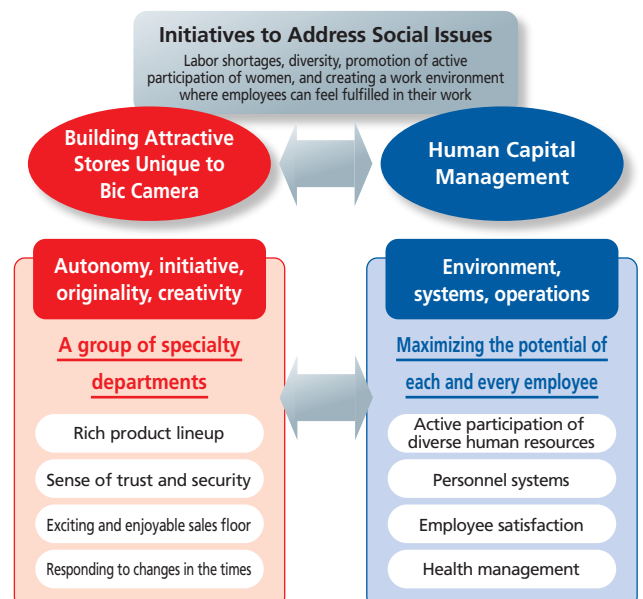 Initiatives to Address Social Issues
Labor shortages, diversity, promotion of active
participation of women, and creating a work environment
where employees can feel fulfilled in their work
Building Attractive
Stores Unique to
Bic Camera
Human Capital
Management
Autonomy, initiative,
originality, creativity
A group of specialty
departments
Rich product lineup
Sense of trust and security
Exciting and enjoyable sales floor
Responding to changes in the times
Environment,
systems, operations
Maximizing the potential of
each and every employee
Active participation of
diverse human resources
Personnel systems
Employee satisfaction
Health management